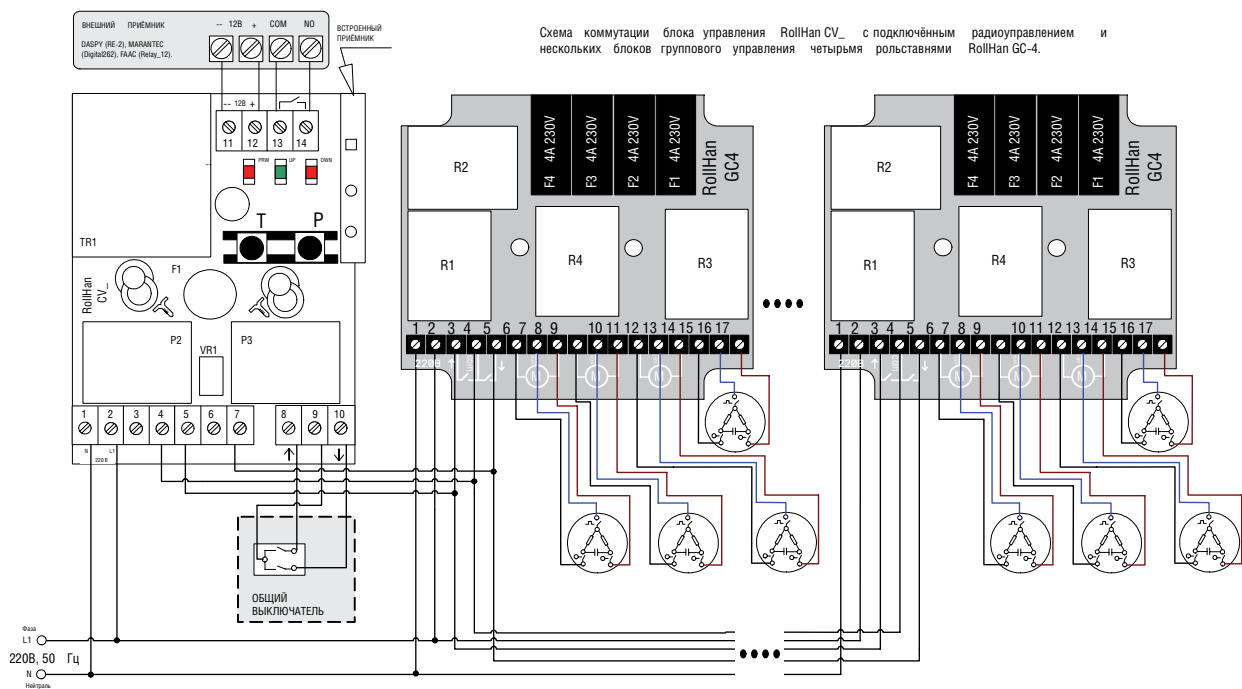 Схема коммутации блока управления RollHan CV_ с подключённым радиоуправлением и
нескольких блоков группового управления четырьмя рольставнями RollHan GC-4.
ВНЕШНИЙ ПРИЁМНИК
-- 12В + COM NO
DASPY (RE-2), MARANTEC
(Digital262), FAAC (Relay_12).
ВСТРОЕННЫЙ
ПРИЁМНИК
-- 12В +
11 12 13 14
PRW UP DWN
T P
TR1
F1
RollHan
CV_
P2
VR1
P3
1 2 3 4 5 6 7 8 9 10
N L1
220 В
ОБЩИЙ
ВЫКЛЮЧАТЕЛЬ
Фаза
L1
220В, 50 Гц
N
Нейтраль
R2
F4 4A 230V
F3 4A 230V
F2 4A 230V
F1 4A 230V
RollHan
GC4
R1
R4
R3
1 2 3 4 5 6 7 8 9 10 11 12 13 14 15 16 17
220В
M M M
R2
F4 4A 230V
F3 4A 230V
F2 4A 230V
F1 4A 230V
RollHan
GC4
R1
R4
R3
1 2 3 4 5 6 7 8 9 10 11 12 13 14 15 16 17
220В
M M M